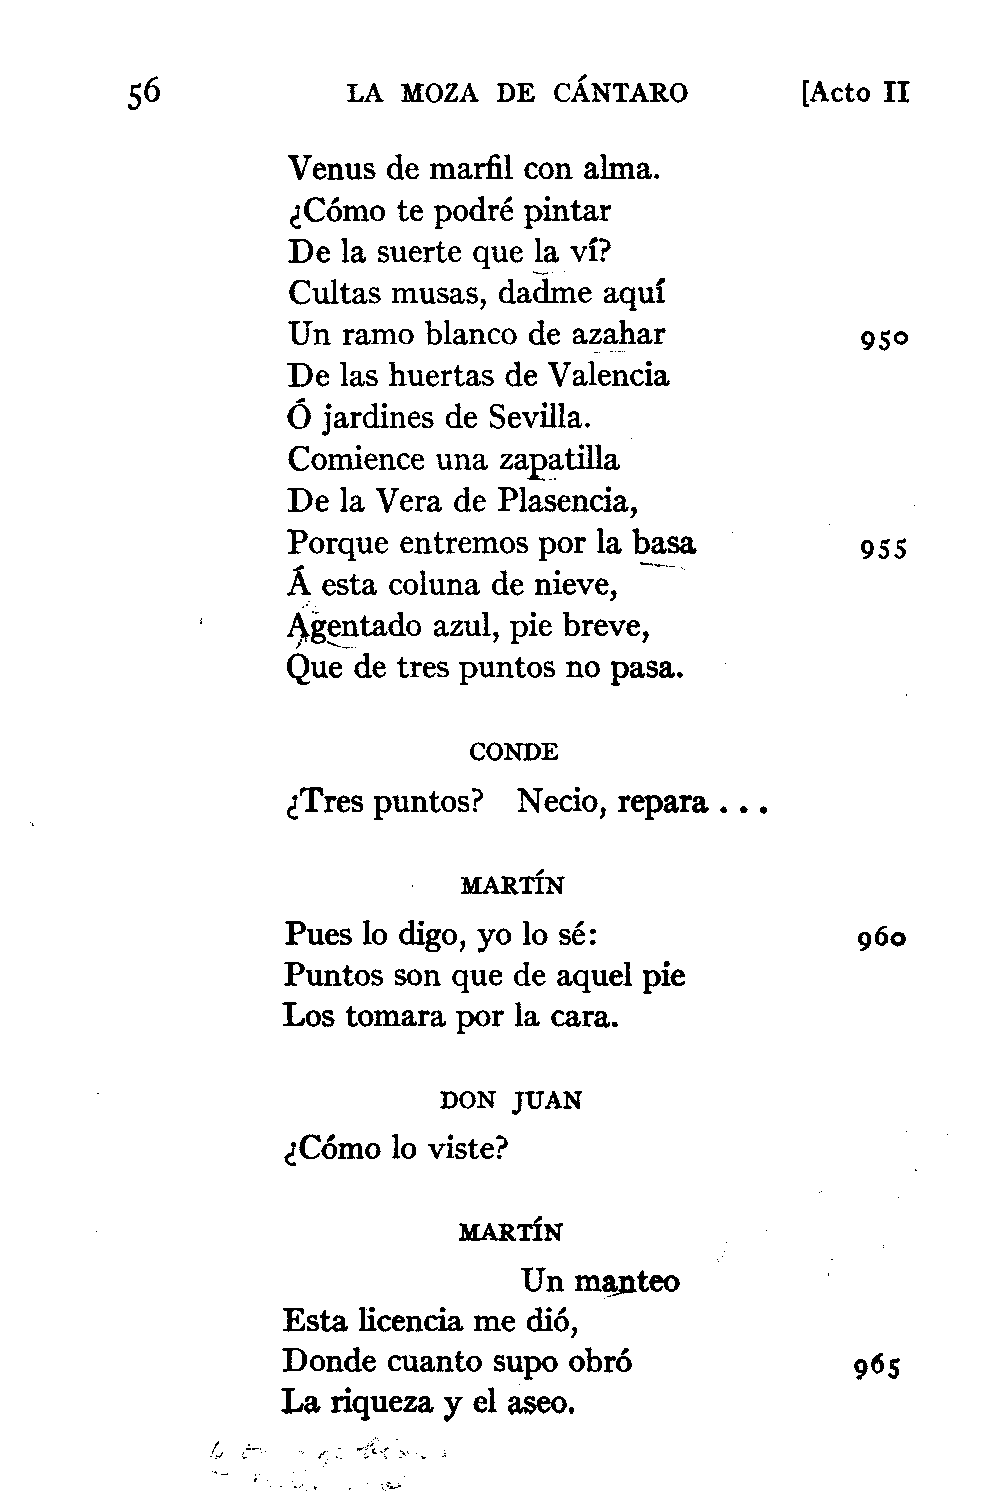 56 LA MOZA DE CÁNTARO [Acto II
Venus de marfil con alma.
¿Cómo te podré pintar
De la suerte que la ví?
Cultas musas, dadme aquí
Un ramo blanco de azahar 950
De las huertas de Valencia
Ó jardines de Sevilla.
Comience una zapatilla
De la Vera de Plasencia,
Porque entremos por la basa 955
Á esta coluna de nieve,
Agentado azul, pie breve,
Que de tres puntos no pasa.
CONDE
¿Tres puntos? Necio, repara . . .
MARTÍN
Pues lo digo, yo lo sé: 960
Puntos son que de aquel pie
Los tomara por la cara.
DON JUAN
¿Cómo lo viste?
MARTÍN
Un manteo
Esta licencia me dió,
Donde cuanto supo obró 965
La riqueza y el aseo.